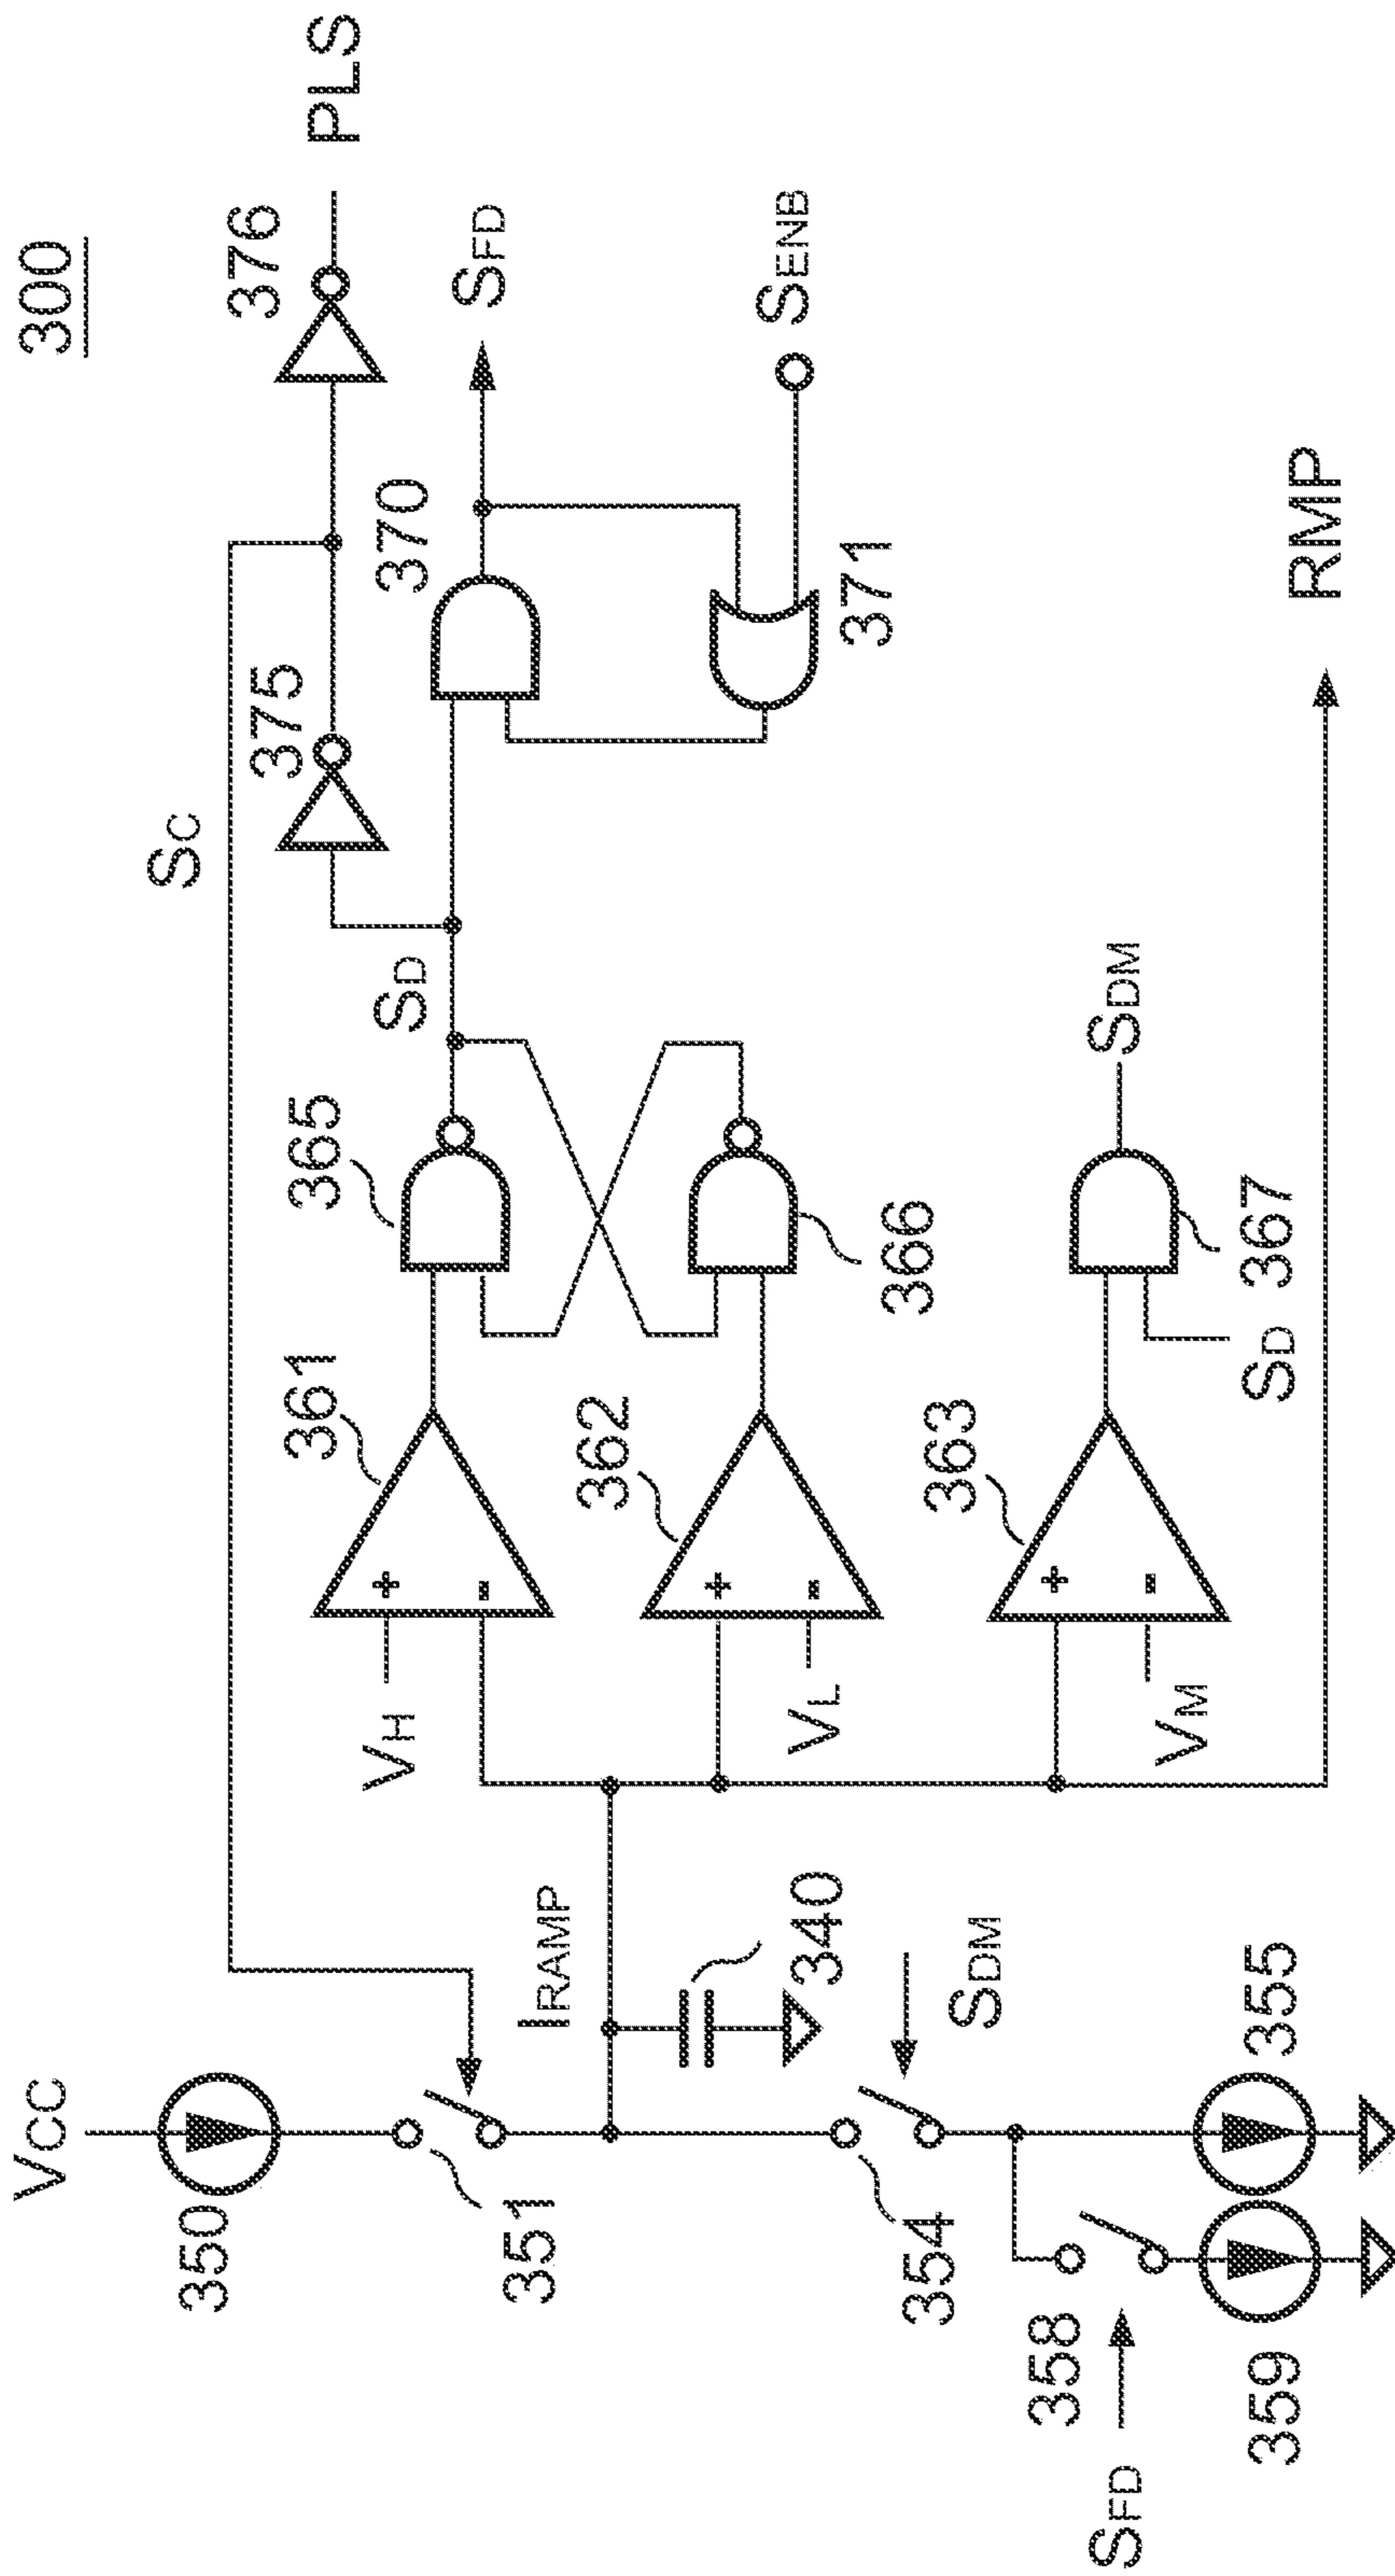 300
VCC
350
351
SC
375
376
PLS
IRAMP
340
VH
361
365
SD
370
SFD
354
SDM
VL
362
366
371
SENB
358
SFD
359
355
VM
363
SD
367
SDM
RMP